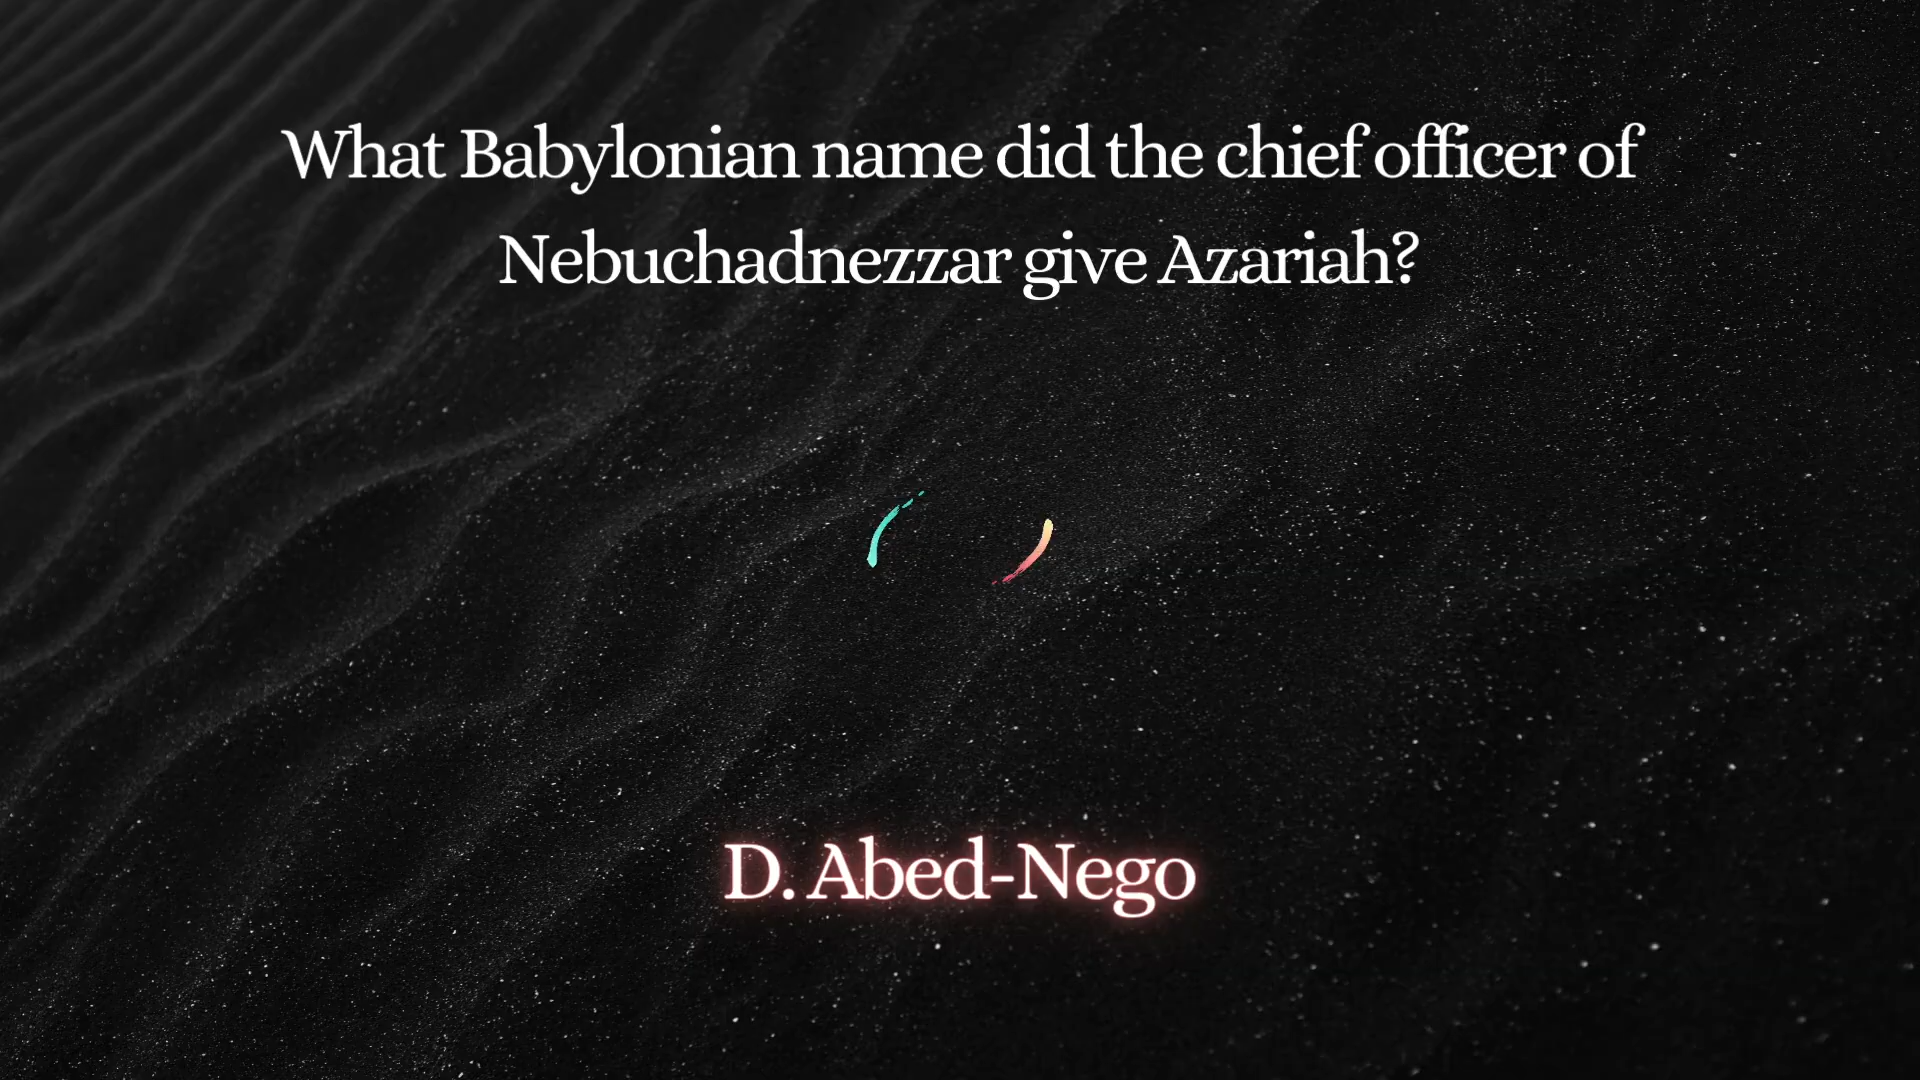 What Babylonian name did the chief officer of
Nebuchadnezzar give Azariah?
D. Abed-Nego